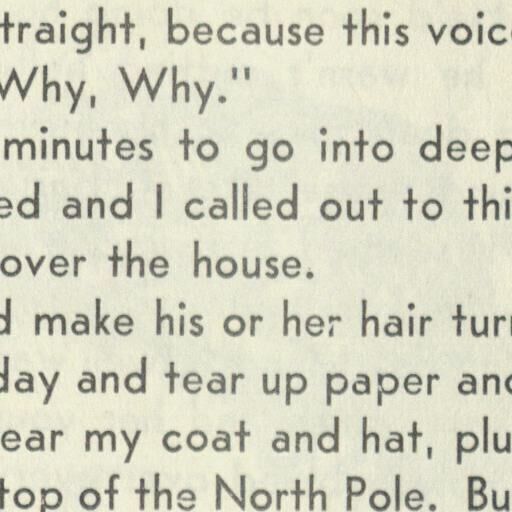 traight, because this voic
Why, Why."
minutes to go into deep
ed and I called out to thi
over the house.
d make his or her hair turn
day and tear up paper and
ear my coat and hat, plu
top of the North Pole. Bu